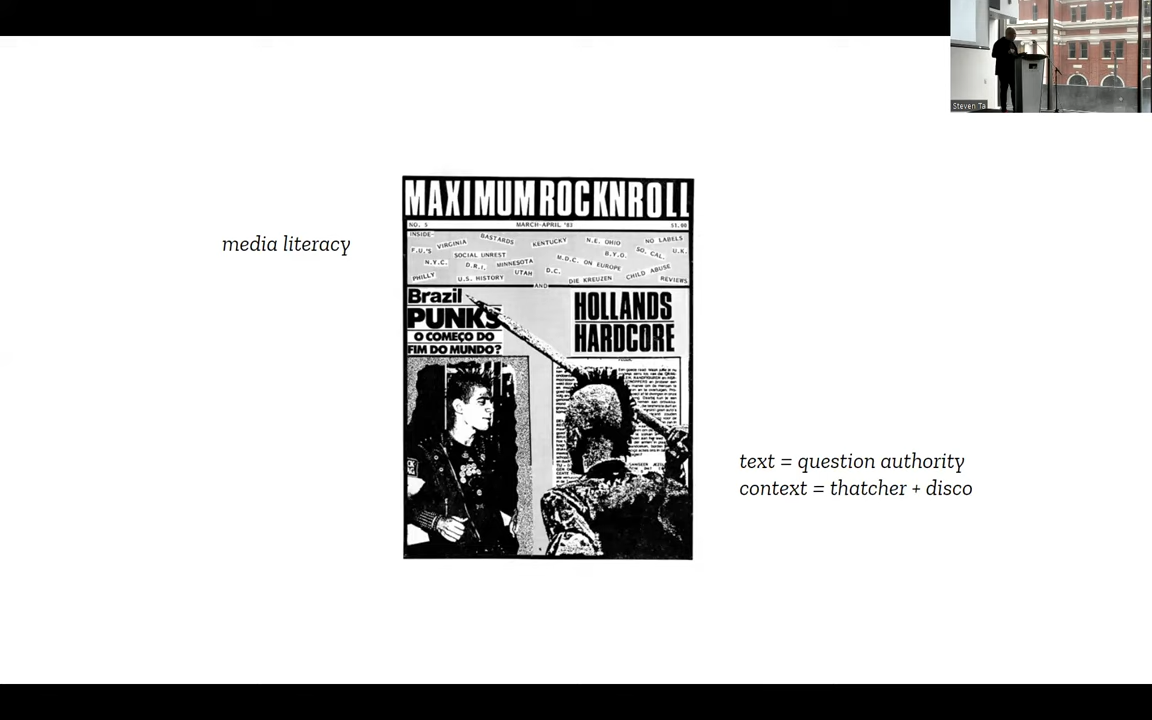 Steven Ta
MAXIMUMROCKNROLL
NO. 5 MARCH-APRIL '83 $1.00
INSIDE-
F.U.'S VIRGINIA BASTARDS KENTUCKY N.E. OHIO NO LABELS
N.Y.C. SOCIAL UNREST B.Y.O. SO. CAL. U.K.
D.R.I. MINNESOTA M.D.C. ON EUROPE
PHILLY U.S. HISTORY UTAH D.C. DIE KREUZEN CHILD ABUSE REVIEWS
AND
media literacy
Brazil
PUNKS
O COMEÇO DO
FIM DO MUNDO?
HOLLANDS
HARDCORE
text = question authority
context = thatcher + disco